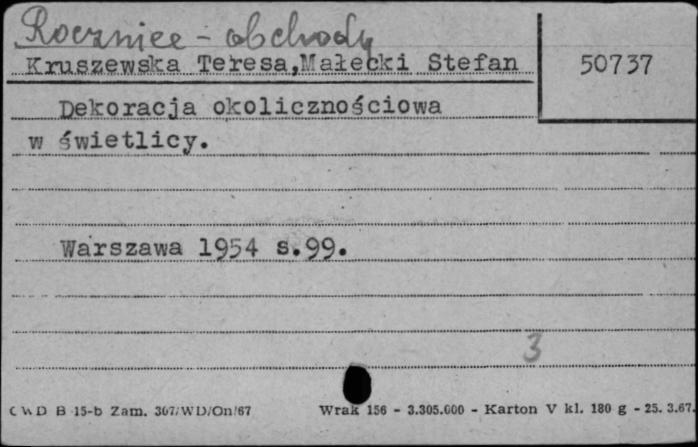 Rocznice - obchody
Kruszewska Teresa,Małecki Stefan
50737
Dekoracja okolicznościowa
w świetlicy.
Warszawa 1954 s.99.
3
CWD B 15-b Zam. 307/WD/On/67 Wrak 156 - 3.305.000 - Karton V kl. 180 g - 25. 3.67.